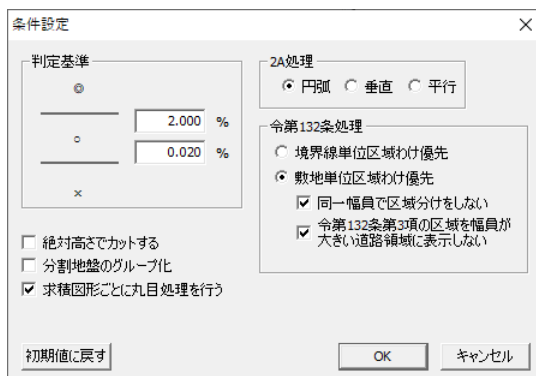 条件設定
判定基準
◎
2.000 %
○
0.020 %
×
絶対高さでカットする
分割地盤のグループ化
求積図形ごとに丸目処理を行う
初期値に戻す
2A処理
円弧 垂直 平行
令第132条処理
境界線単位区域わけ優先
敷地単位区域わけ優先
同一幅員で区域分けをしない
令第132条第3項の区域を幅員が
大きい道路領域に表示しない
OK キャンセル